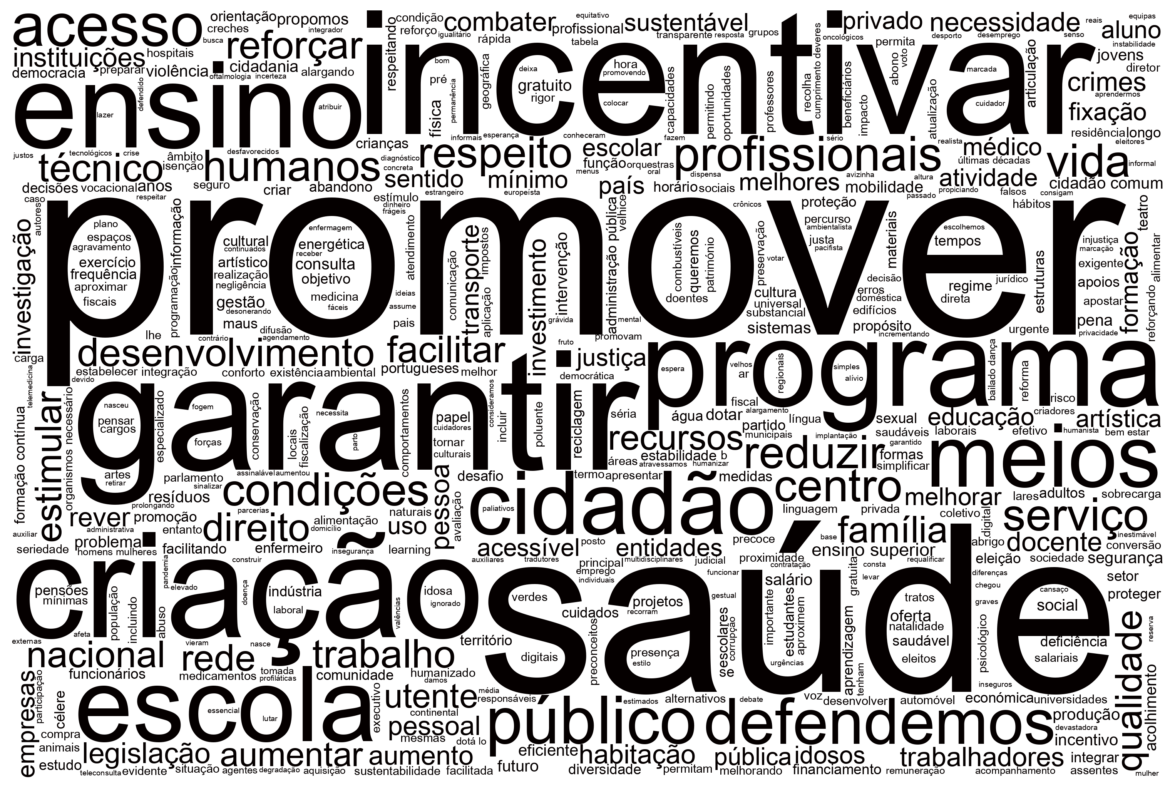 acesso
incentivar
orientação
propomos
creches
integrador
condição
equitativo
reforço
igualitário
combater
rápida
tabela
profissional
sustentável
transparente
resposta
grupos
privado
necessidade
reais
equipas
oncológicos
desporto
desemprego
senso
aluno
instabilidade
instituições
busca
hospitais
reforçar
democracia
preparar
violência
cidadania
oftalmologia
incerteza
alargando
respeitando
bom
pré
física
permanência
geográfica
deixa
igualitário
gratuito
rigor
hora
promovendo
colocar
capacidades
permitindo
oportunidades
professores
recolha
cumprimento deveres
beneficiários
permita
abono
voto
impacto
marcada
cuidador
atualização
aprendermos
articulação
jovens
diretor
crimes
fixação
ensino
defendido
lazer
atribuir
crianças
informais
esperança
conheceram
fazem
sério
realista
residência
eleitores
longo
informal
justos
tecnológicos
crise
desfavorecidos
técnico
âmbito
isenção
humanos
diagnóstico
concreta
respeito
escolar
função
orquestras
oral
profissionais
médico
últimas décadas
vida
decisões
vocacional
anos
seguro
criar
abandono
sentido
mínimo
menus
país
horário
sociais
dispensa
melhores
avizinha
mobilidade
altura
passado
atividade
propiciando
falsos
consigam
cidadão comum
hábitos
caso
respeitar
autores
estímulo
dinheiro
frágeis
estrangeiro
europeísta
velhice
crónicos
proteção
teatro
promover
plano
espaços
agravamento
exercício
frequência
aproximar
fiscais
investigação
programação
informação
cultural
continuados
artístico
realização
negligência
gestão
desonerando
maus
enfermagem
receber
energética
consulta
objetivo
medicina
fáceis
atendimento
ideias
assume
pais
comunicação
transporte
aplicação
Impostos
investimento
grávida
intervenção
administração pública
mental
promovam
combustíveis
doentes
queremos
património
preservação
percurso
ambientalista
justa
pacifista
votar
cultura
universal
substancial
sistemas
materiais
decisão
erros
doméstica
edifícios
propósito
escolhemos
tempos
regime
direta
jurídico
estruturas
incrementando
urgente
injustiça
marcação
exigente
apoios
apostar
pena
privacidade
formação
reforçando
alimentar
carga
lhe
contrário
difusão
agendamento
desenvolvimento
facilitar
fruto
justiça
democrática
programa
estabelecer
integração
conforto
existência
ambiental
portugueses
melhor
telemedicina
devido
estimular
organismos
necessário
formação contínua
garantir
nasceu
pensar
cargos
especializado
fogem
forças
conservação
locais
fiscalização
necessita
parto
comportamentos
papel
cuidadores
tornar
culturais
consideramos
incluir
séria
poluente
reciclagem
espera
velhos
ar
regionais
simples
alívio
bailado dança
reforma
risco
criadores
humanista
bem estar
artística
água
dotar
fiscal
alargamento
partido
municipais
língua
implantação
sexual
saudáveis
garantido
educação
laborais
efetivo
recursos
estabilidade
b
áreas
atravessamos
humanizar
reduzir
formas
simplificar
meios
artes
retirar
parlamento
sinalizar
assinalável
aumentou
condições
pessoa
desafio
termo
apresentar
medidas
centro
linguagem
privada
melhorar
lares
adultos
coletivo
sobrecarga
resíduos
prolongando
rever
promoção
parcerias
direito
domicílio
alimentação
naturais
uso
avaliação
paliativos
cidadão
família
digital
serviço
auxiliar
administrativa
entanto
seriedade
problema
homens mulheres
facilitando
enfermeiro
insegurança
learning
acessível
posto
entidades
precoce
base
ensino superior
abrigo
docente
inestimável
conversão
eleição
sociedade
segurança
auxiliares
tradutores
principal
multidisciplinares
judicial
proximidade
consta
levar
requalificar
diferenças
chegou
cansaço
setor
proteger
criação
pandemia
elevado
construir
doença
indústria
laboral
valências
idosa
ignorado
pensões
mínimas
população
incluindo
abuso
externas
afeta
vieram
nasce
saúde
emprego
individuais
funcionar
contratação
salário
verdes
cuidados
projetos
recorram
gestual
importante
estudantes
aproximem
gratuita
tratos
oferta
natalidade
saudável
eleitos
graves
psicológico
social
deficiência
salariais
território
digitais
preconceitos
presença
estilo
escolares
se
corrupção
urgências
aprendizagem
tenham
inseguros
nacional
funcionários
rede
medicamentos
tomada
profiláticas
trabalho
comunidade
humanizado
damos
qualidade
acolhimento
reserva
empresas
participação
célere
compra
animais
escola
essencial
lutar
executivo
utente
continental
pessoal
mesmas
média
responsáveis
dotá lo
estimados
alternativos
debate
voz
desenvolver
automóvel
económica
universidades
público
defendemos
produção
devastadora
incentivo
integrar
assentes
estudo
teleconsulta
legislação
evidente
situação
aumentar
agentes
degradação
aquisição
aumento
sustentabilidade
facilitada
eficiente
futuro
habitação
diversidade
permitam
pública
melhorando
idosos
financiamento
trabalhadores
remuneração
acompanhamento
mulher